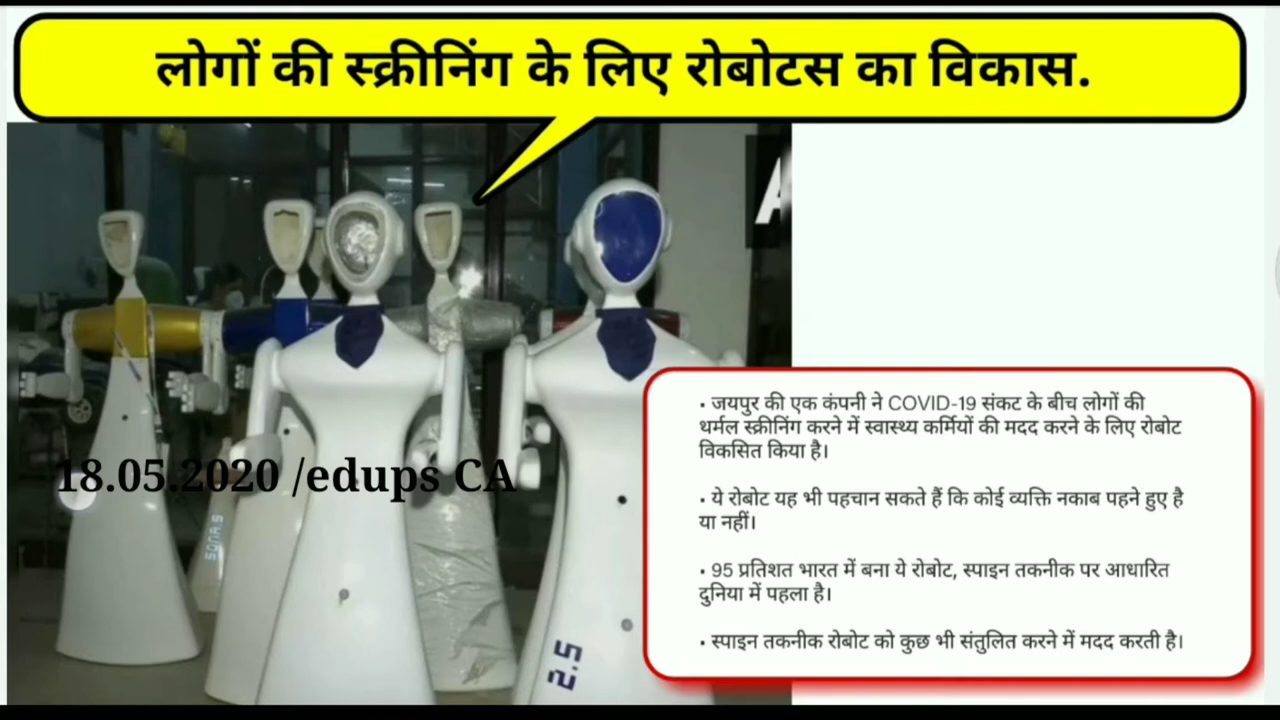 लोगों की स्क्रीनिंग के लिए रोबोटस का विकास.
A
18.05.2020 /edups CA
SONA.5
2.5
• जयपुर की एक कंपनी ने COVID-19 संकट के बीच लोगों की
थर्मल स्क्रीनिंग करने में स्वास्थ्य कर्मियों की मदद करने के लिए रोबोट
विकसित किया है।
• ये रोबोट यह भी पहचान सकते हैं कि कोई व्यक्ति नकाब पहने हुए है
या नहीं।
• 95 प्रतिशत भारत में बना ये रोबोट, स्पाइन तकनीक पर आधारित
दुनिया में पहला है।
• स्पाइन तकनीक रोबोट को कुछ भी संतुलित करने में मदद करती है।